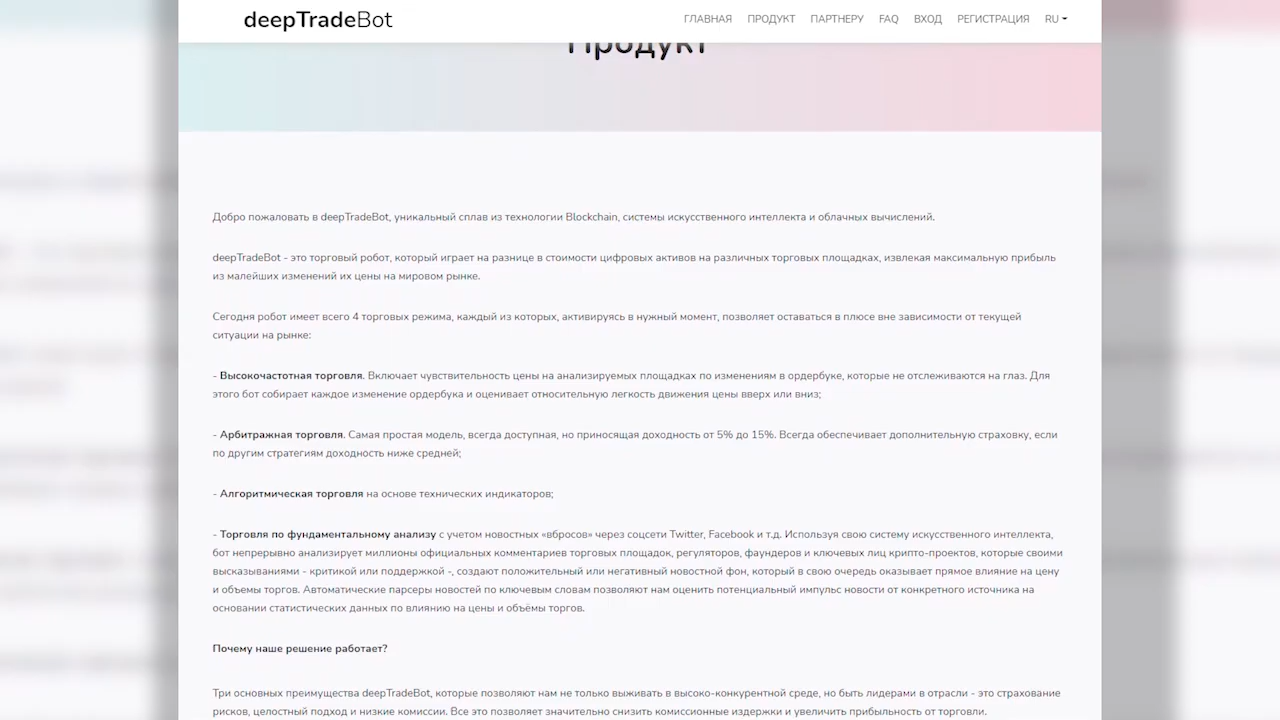 deepTradeBot
ГЛАВНАЯ ПРОДУКТ ПАРТНЕРУ FAQ ВХОД РЕГИСТРАЦИЯ RU
Продукт
Добро пожаловать в deepTradeBot, уникальный сплав из технологии Blockchain, системы искусственного интеллекта и облачных вычислений.
deepTradeBot - это торговый робот, который играет на разнице в стоимости цифровых активов на различных торговых площадках, извлекая максимальную прибыль
из малейших изменений их цены на мировом рынке.
Сегодня робот имеет всего 4 торговых режима, каждый из которых, активируясь в нужный момент, позволяет оставаться в плюсе вне зависимости от текущей
ситуации на рынке:
- Высокочастотная торговля. Включает чувствительность цены на анализируемых площадках по изменениям в ордербуке, которые не отслеживаются на глаз. Для
этого бот собирает каждое изменение ордербука и оценивает относительную легкость движения цены вверх или вниз;
- Арбитражная торговля. Самая простая модель, всегда доступная, но приносящая доходность от 5% до 15%. Всегда обеспечивает дополнительную страховку, если
по другим стратегиям доходность ниже средней;
- Алгоритмическая торговля на основе технических индикаторов;
- Торговля по фундаментальному анализу с учетом новостных «вбросов» через соцсети Twitter, Facebook и т.д. Используя свою систему искусственного интеллекта,
бот непрерывно анализирует миллионы официальных комментариев торговых площадок, регуляторов, фаундеров и ключевых лиц крипто-проектов, которые своими
высказываниями - критикой или поддержкой -, создают положительный или негативный новостной фон, который в свою очередь оказывает прямое влияние на цену
и объемы торгов. Автоматические парсеры новостей по ключевым словам позволяют нам оценить потенциальный импульс новости от конкретного источника на
основании статистических данных по влиянию на цены и объёмы торгов.
Почему наше решение работает?
Три основных преимущества deepTradeBot, которые позволяют нам не только выживать в высоко-конкурентной среде, но быть лидерами в отрасли - это страхование
рисков, целостный подход и низкие комиссии. Все это позволяет значительно снизить комиссионные издержки и увеличить прибыльность от торговли.